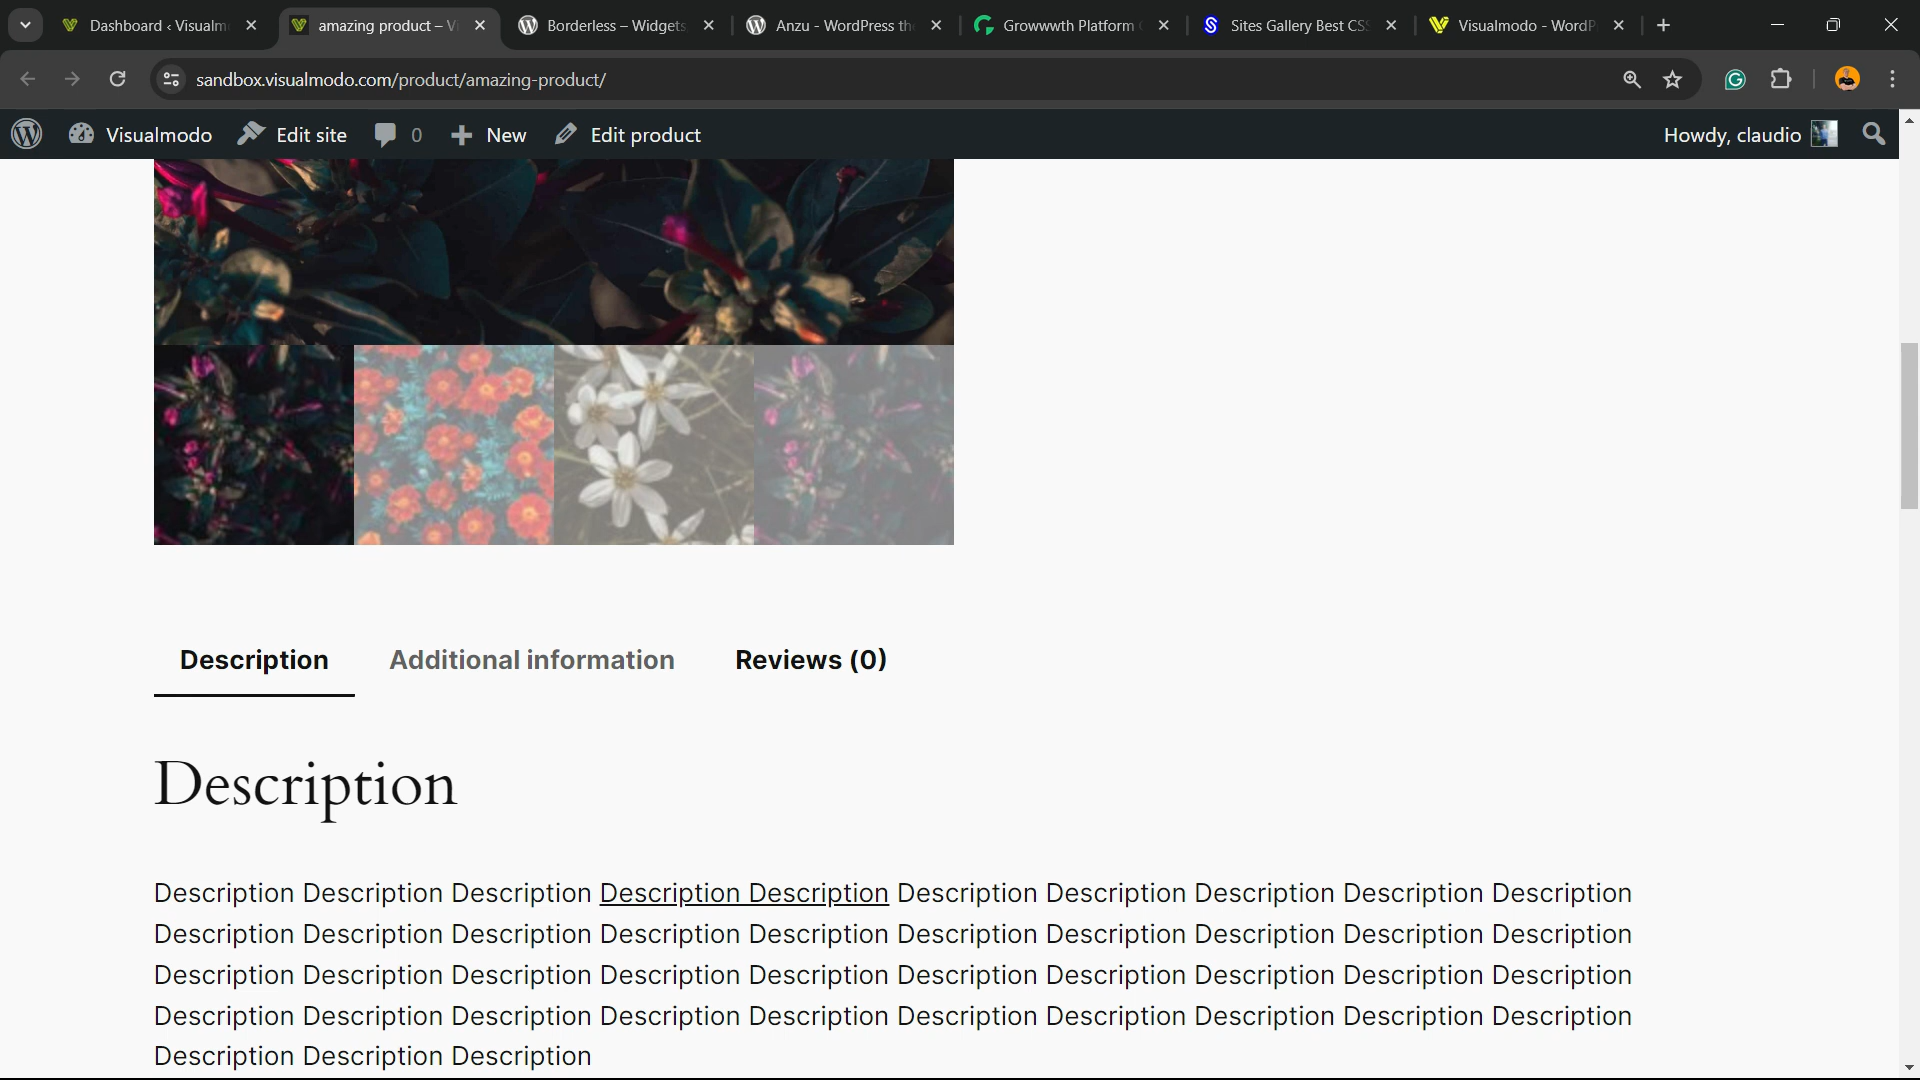 Dashboard ‹ Visualm
amazing product – V
Borderless – Widgets
Anzu - WordPress th
Growwwth Platform
Sites Gallery Best CSS
Visualmodo - WordP
sandbox.visualmodo.com/product/amazing-product/
Visualmodo
Edit site
0
New
Edit product
Howdy, claudio
Description
Additional information
Reviews (0)
Description
Description Description Description Description Description Description Description Description Description Description
Description Description Description Description Description Description Description Description Description Description
Description Description Description Description Description Description Description Description Description Description
Description Description Description Description Description Description Description Description Description Description
Description Description Description